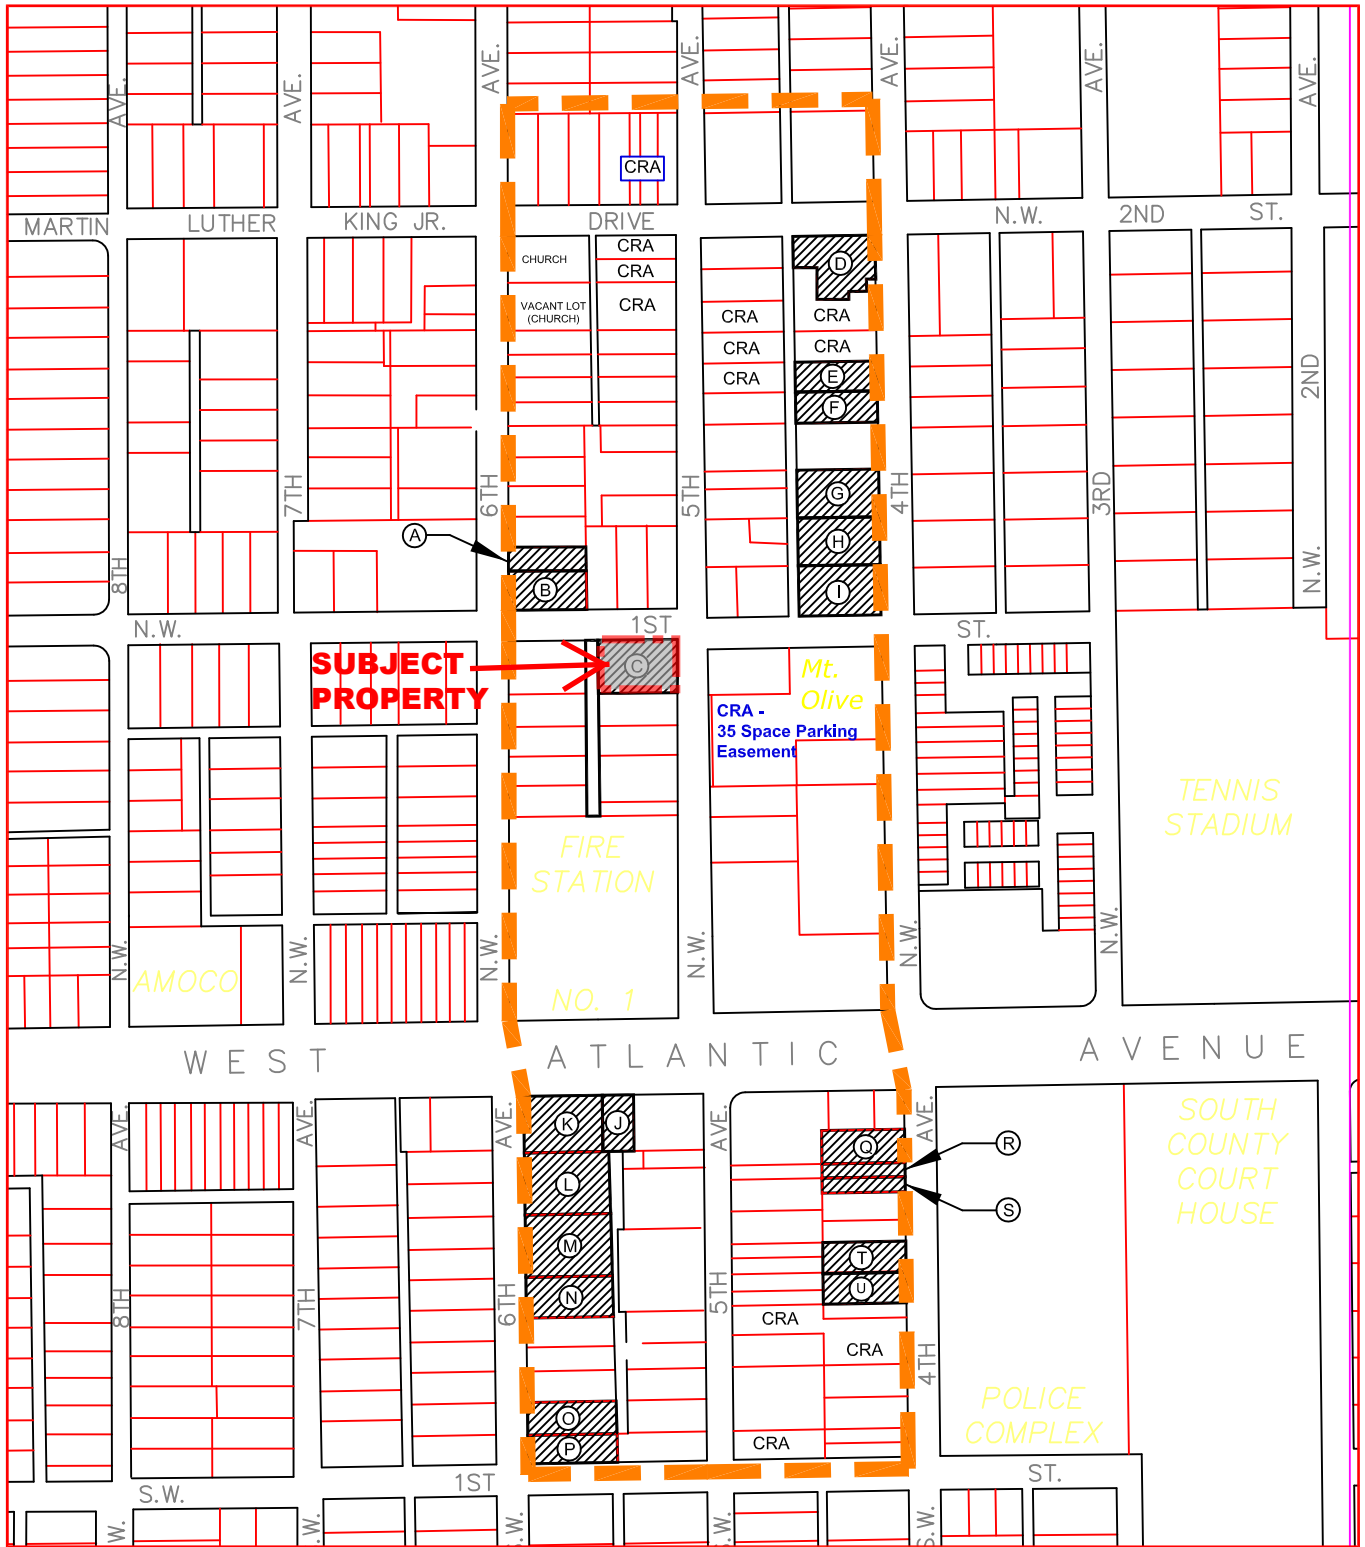 AVE.
AVE.
AVE.
AVE.
AVE.
AVE.
AVE.
CRA
MARTIN
LUTHER
KING JR.
DRIVE
N.W.
2ND
ST.
CHURCH
CRA
CRA
D
VACANT LOT
(CHURCH)
CRA
CRA
CRA
CRA
CRA
CRA
E
F
2ND
8TH
7TH
6TH
5TH
4TH
3RD
N.W.
G
A
H
B
I
N.W.
1ST
ST.
SUBJECT
PROPERTY
C
Mt.
Olive
CRA -
35 Space Parking
Easement
TENNIS
STADIUM
FIRE
STATION
NO. 1
AMOCO
N.W.
N.W.
N.W.
N.W.
N.W.
N.W.
WEST
ATLANTIC
AVENUE
AVE.
AVE.
AVE.
AVE.
AVE.
K
J
Q
R
SOUTH
COUNTY
COURT
HOUSE
L
S
M
T
N
U
8TH
7TH
6TH
5TH
4TH
CRA
CRA
O
P
CRA
POLICE
COMPLEX
S.W.
1ST
ST.
W.
.W.
S.W.
.W.
S.W.